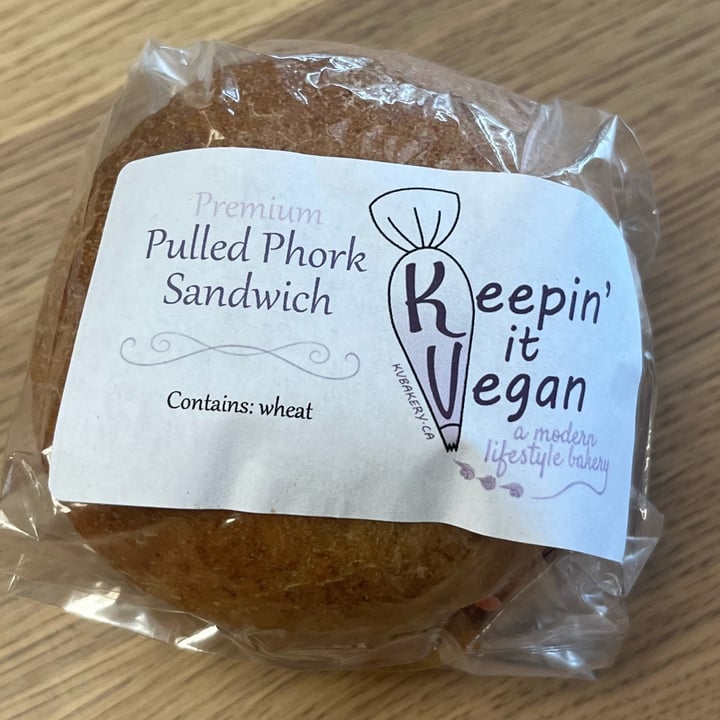 Premium
Pulled Phork
Sandwich
Contains: wheat
Keepin'
it
Vegan
KVBAKERY.CA
a modern
lifestyle bakery